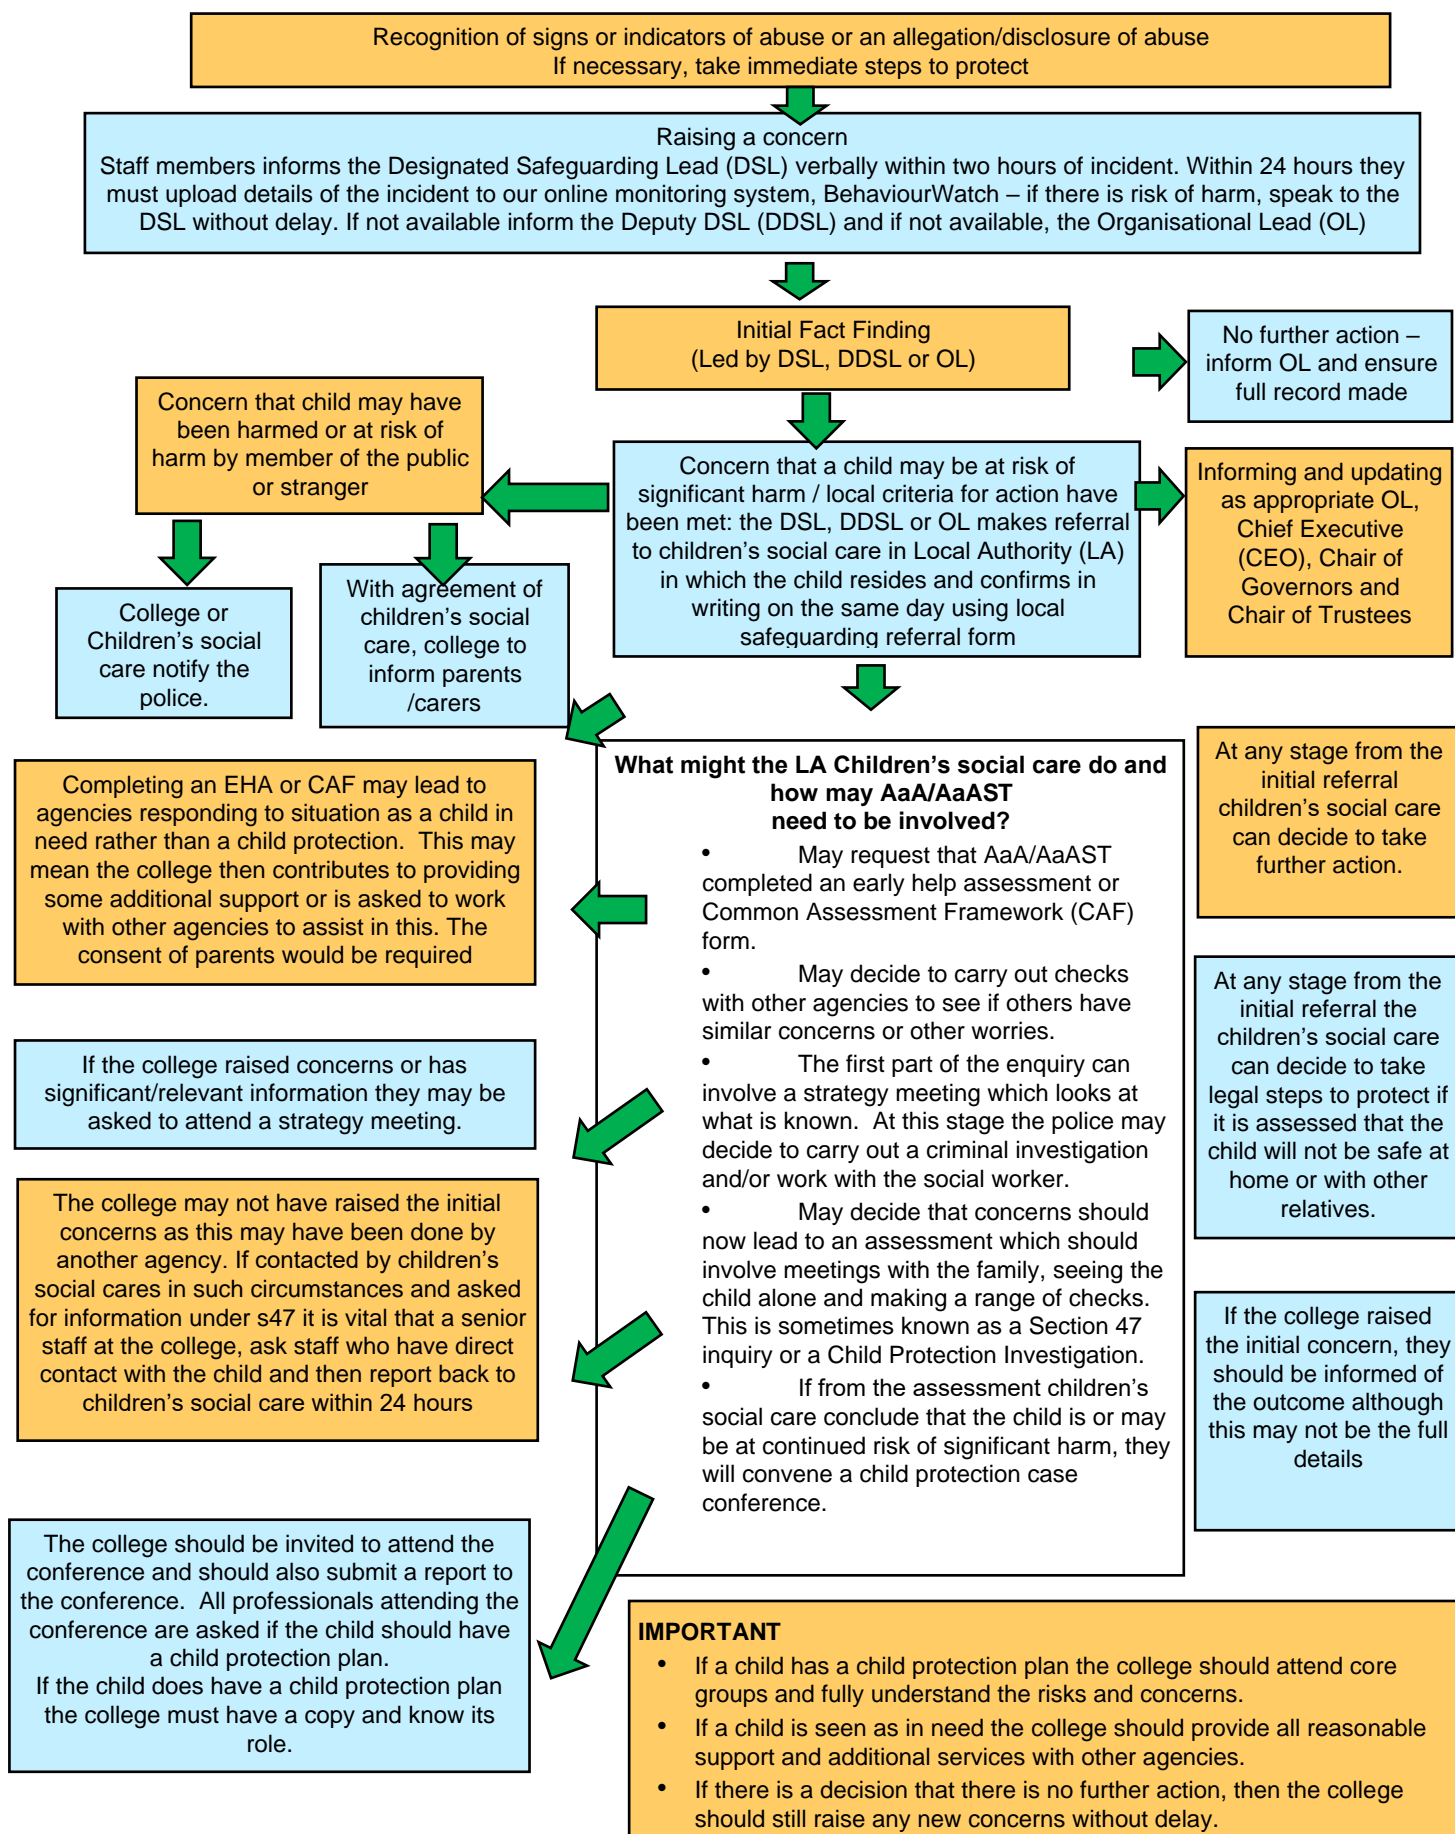 Recognition of signs or indicators of abuse or an allegation/disclosure of abuse
If necessary, take immediate steps to protect
Raising a concern
Staff members informs the Designated Safeguarding Lead (DSL) verbally within two hours of incident. Within 24 hours they
must upload details of the incident to our online monitoring system, BehaviourWatch – if there is risk of harm, speak to the
DSL without delay. If not available inform the Deputy DSL (DDSL) and if not available, the Organisational Lead (OL)
Initial Fact Finding
(Led by DSL, DDSL or OL)
No further action –
inform OL and ensure
full record made
Concern that child may have
been harmed or at risk of
harm by member of the public
or stranger
Concern that a child may be at risk of
significant harm / local criteria for action have
been met: the DSL, DDSL or OL makes referral
to children's social care in Local Authority (LA)
in which the child resides and confirms in
writing on the same day using local
safeguarding referral form
Informing and updating
as appropriate OL,
Chief Executive
(CEO), Chair of
Governors and
Chair of Trustees
College or
Children's social
care notify the
police.
With agreement of
children's social
care, college to
inform parents
/carers
Completing an EHA or CAF may lead to
agencies responding to situation as a child in
need rather than a child protection.  This may
mean the college then contributes to providing
some additional support or is asked to work
with other agencies to assist in this. The
consent of parents would be required
If the college raised concerns or has
significant/relevant information they may be
asked to attend a strategy meeting.
The college may not have raised the initial
concerns as this may have been done by
another agency. If contacted by children's
social cares in such circumstances and asked
for information under s47 it is vital that a senior
staff at the college, ask staff who have direct
contact with the child and then report back to
children's social care within 24 hours
The college should be invited to attend the
conference and should also submit a report to
the conference.  All professionals attending the
conference are asked if the child should have
a child protection plan.
If the child does have a child protection plan
the college must have a copy and know its
role.
What might the LA Children's social care do and
how may AaA/AaAST
need to be involved?
• May request that AaA/AaAST
completed an early help assessment or
Common Assessment Framework (CAF)
form.
• May decide to carry out checks
with other agencies to see if others have
similar concerns or other worries.
• The first part of the enquiry can
involve a strategy meeting which looks at
what is known.  At this stage the police may
decide to carry out a criminal investigation
and/or work with the social worker.
• May decide that concerns should
now lead to an assessment which should
involve meetings with the family, seeing the
child alone and making a range of checks.
This is sometimes known as a Section 47
inquiry or a Child Protection Investigation.
• If from the assessment children's
social care conclude that the child is or may
be at continued risk of significant harm, they
will convene a child protection case
conference.
At any stage from the
initial referral
children's social care
can decide to take
further action.
At any stage from the
initial referral the
children's social care
can decide to take
legal steps to protect if
it is assessed that the
child will not be safe at
home or with other
relatives.
If the college raised
the initial concern, they
should be informed of
the outcome although
this may not be the full
details
IMPORTANT
• If a child has a child protection plan the college should attend core
groups and fully understand the risks and concerns.
• If a child is seen as in need the college should provide all reasonable
support and additional services with other agencies.
• If there is a decision that there is no further action, then the college
should still raise any new concerns without delay.